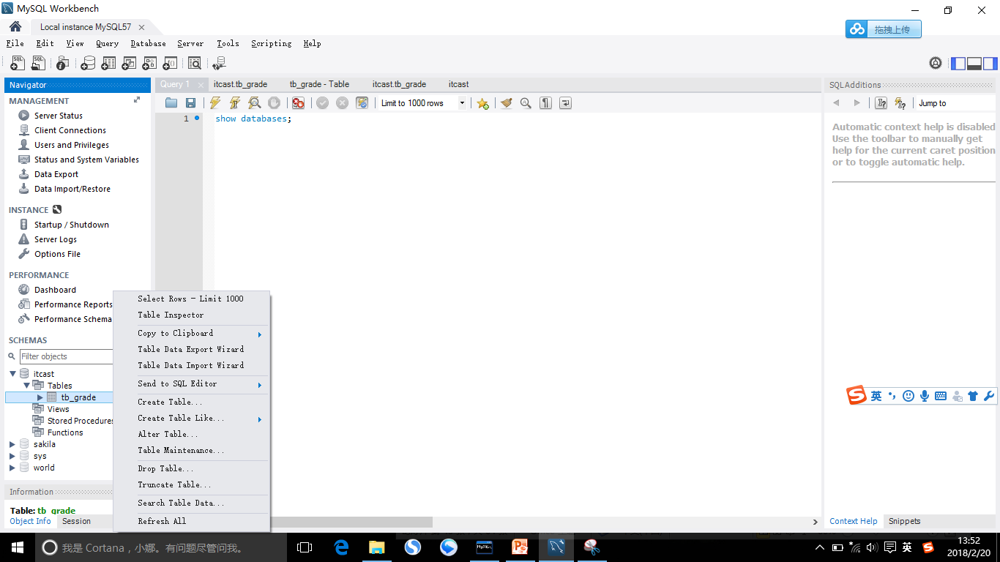 MySQL Workbench
Local instance MySQL57
拖拽上传
File Edit View Query Database Server Tools Scripting Help
Navigator
MANAGEMENT
Server Status
Client Connections
Users and Privileges
Status and System Variables
Data Export
Data Import/Restore
INSTANCE
Startup / Shutdown
Server Logs
Options File
PERFORMANCE
Dashboard
Performance Reports
Performance Schema
SCHEMAS
Filter objects
itcast
Tables
tb_grade
Views
Stored Procedures
Functions
sakila
sys
world
Information
Table: tb_grade
Object Info Session
Query 1 itcast.tb_grade tb_grade - Table itcast.tb_grade itcast
Limit to 1000 rows
1 show databases;
Select Rows - Limit 1000
Table Inspector
Copy to Clipboard
Table Data Export Wizard
Table Data Import Wizard
Send to SQL Editor
Create Table...
Create Table Like...
Alter Table...
Table Maintenance...
Drop Table...
Truncate Table...
Search Table Data...
Refresh All
SQLAdditions
Jump to
Automatic context help is disabled
Use the toolbar to manually get
help for the current caret position
or to toggle automatic help.
英
Context Help Snippets
我是 Cortana，小娜。有问题尽管问我。
英
13:52
2018/2/20